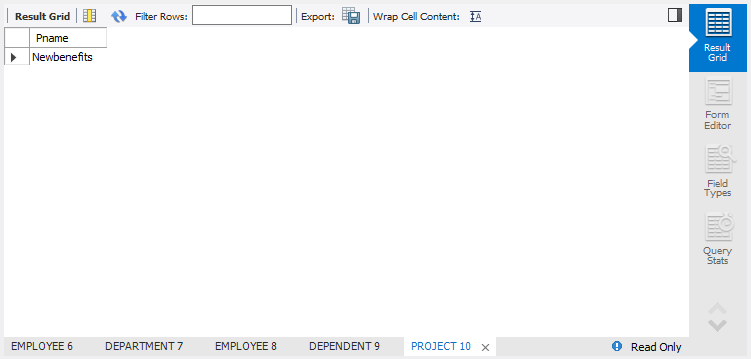 Result Grid Filter Rows: Export: Wrap Cell Content:
Pname
Newbenefits
Result
Grid
Form
Editor
Field
Types
Query
Stats
EMPLOYEE 6 DEPARTMENT 7 EMPLOYEE 8 DEPENDENT 9 PROJECT 10 Read Only